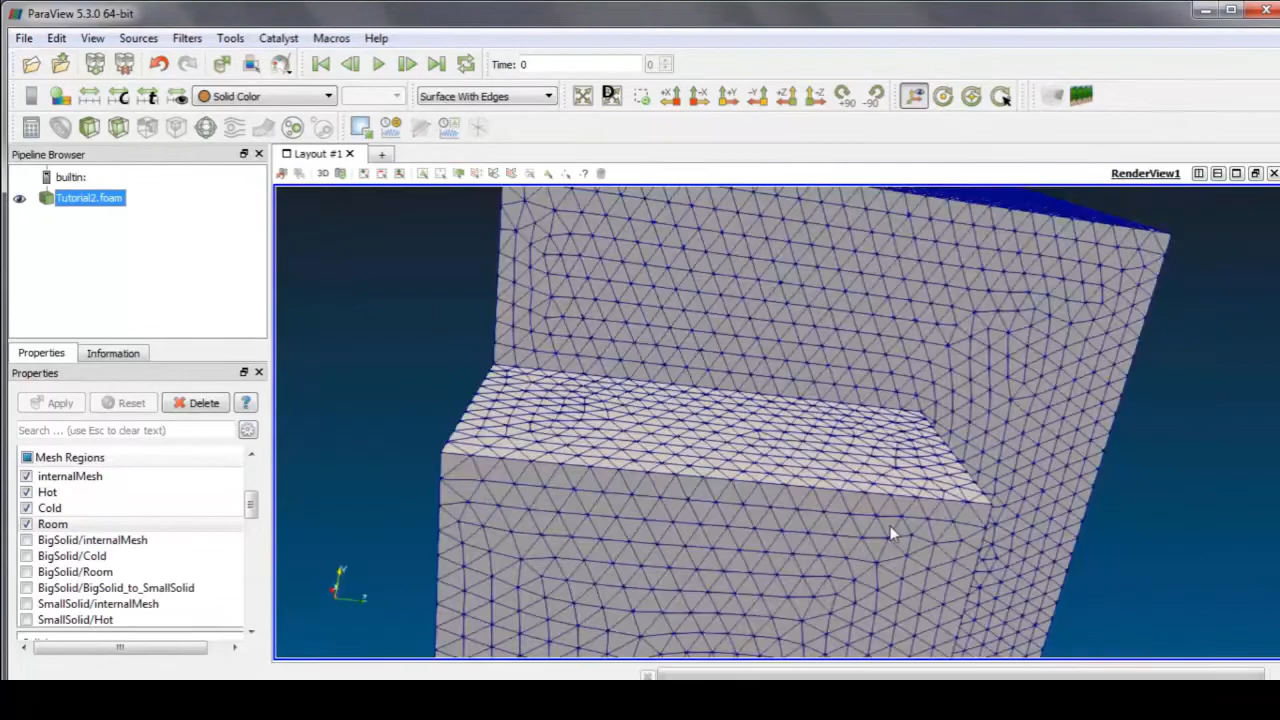 ParaView 5.3.0 64-bit
File Edit View Sources Filters Tools Catalyst Macros Help
Time: 0 0
Solid Color Surface With Edges +X -X +Y -Y +Z -Z +90 -90
Pipeline Browser
Layout #1
3D RenderView1
builtin:
Tutorial2.foam
Properties Information
Properties
Apply Reset Delete ?
Search ... (use Esc to clear text)
Mesh Regions
internalMesh
Hot
Cold
Room
BigSolid/internalMesh
BigSolid/Cold
BigSolid/Room
BigSolid/BigSolid_to_SmallSolid
SmallSolid/internalMesh
SmallSolid/Hot
Y
Z